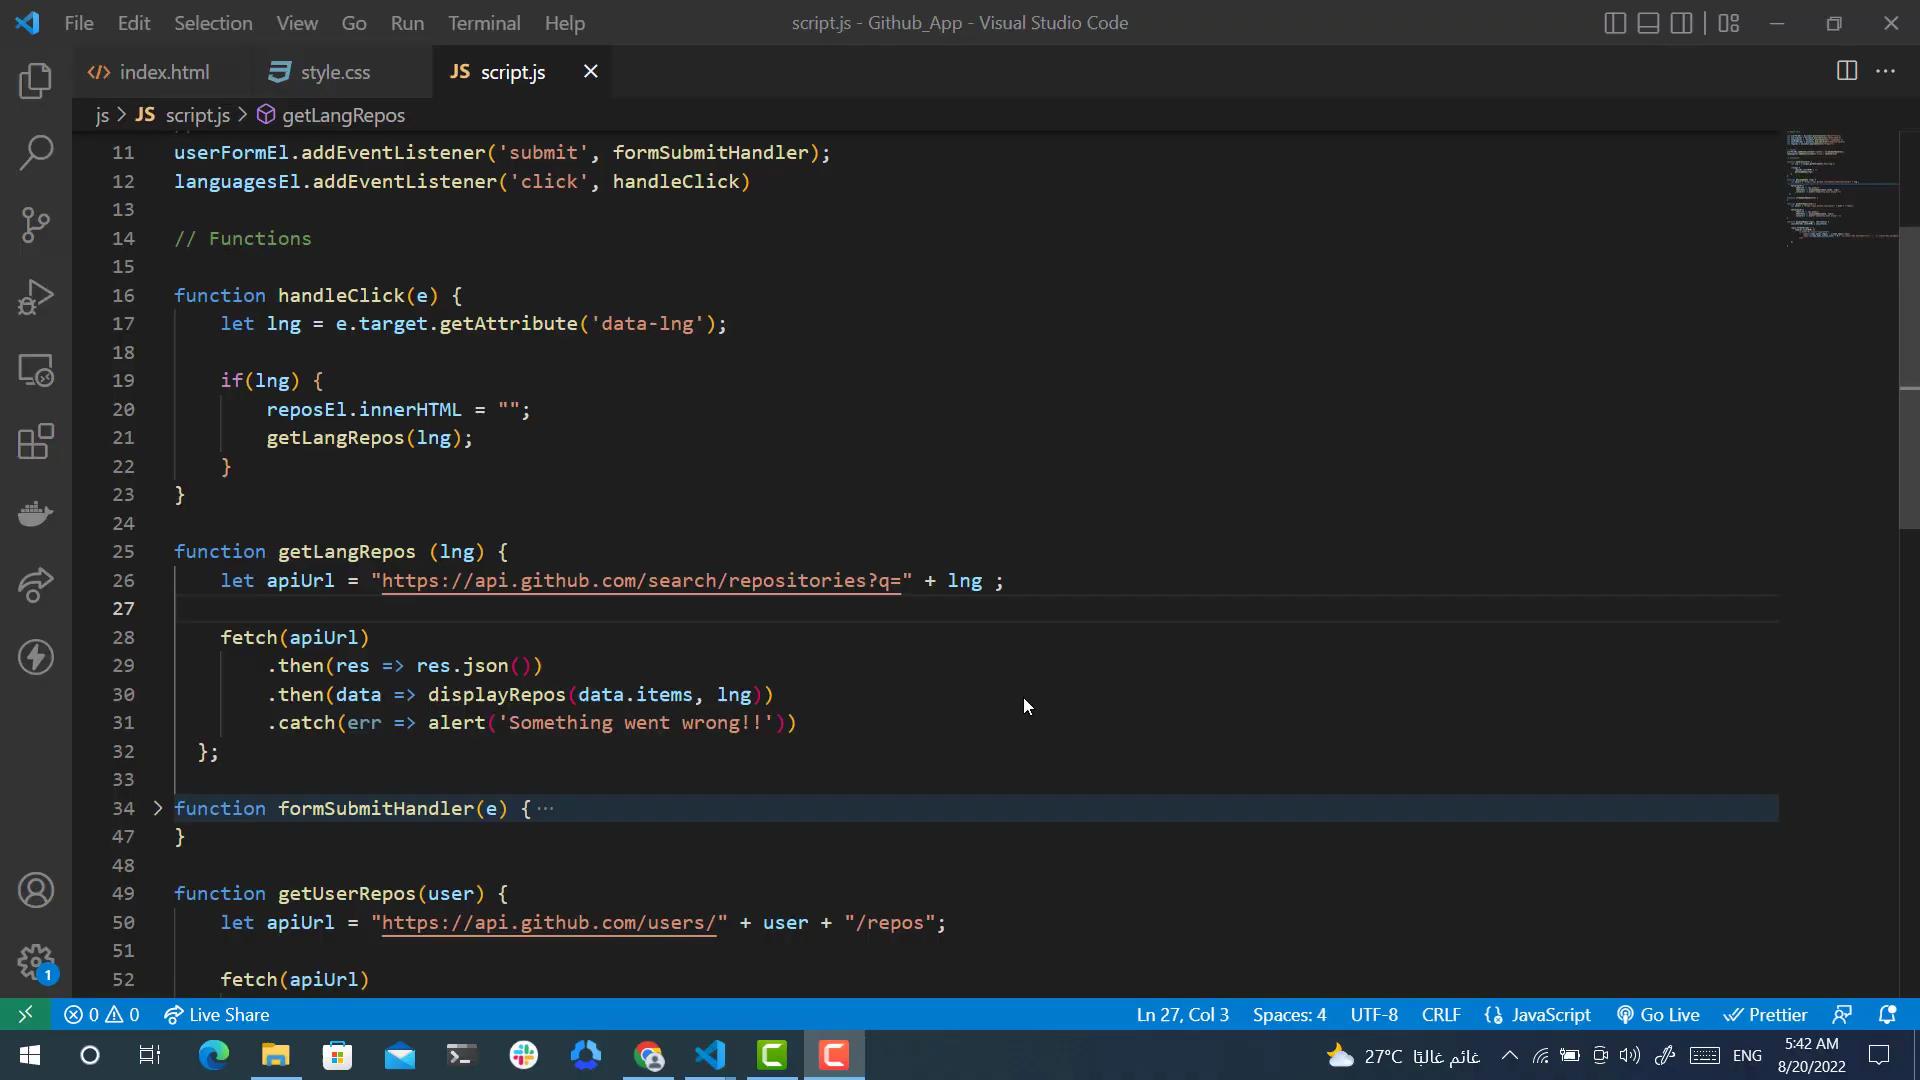 File Edit Selection View Go Run Terminal Help script.js - Github_App - Visual Studio Code
index.html style.css JS script.js
js > JS script.js > getLangRepos
11 userFormEl.addEventListener('submit', formSubmitHandler);
12 languagesEl.addEventListener('click', handleClick)
13
14 // Functions
15
16 function handleClick(e) {
17 let lng = e.target.getAttribute('data-lng');
18
19 if(lng) {
20 reposEl.innerHTML = "";
21 getLangRepos(lng);
22 }
23 }
24
25 function getLangRepos (lng) {
26 let apiUrl = "https://api.github.com/search/repositories?q=" + lng ;
27
28 fetch(apiUrl)
29 .then(res => res.json())
30 .then(data => displayRepos(data.items, lng))
31 .catch(err => alert('Something went wrong!!'))
32 };
33
34 function formSubmitHandler(e) { ···
47 }
48
49 function getUserRepos(user) {
50 let apiUrl = "https://api.github.com/users/" + user + "/repos";
51
52 fetch(apiUrl)
0 0 Live Share Ln 27, Col 3 Spaces: 4 UTF-8 CRLF JavaScript Go Live Prettier
1
27°C غائم غالبًا ENG 5:42 AM
8/20/2022